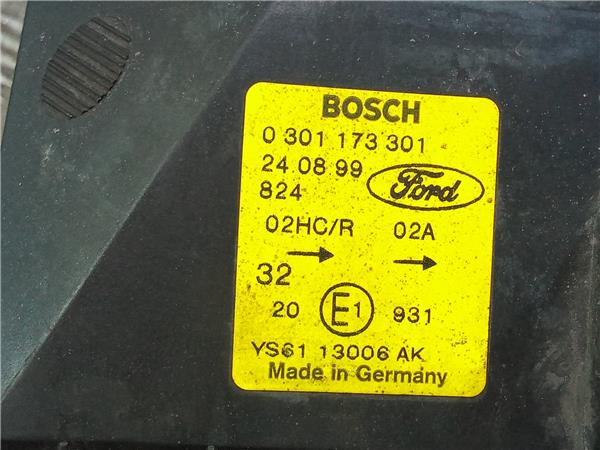 BOSCH
0 301 173 301
24.08 99
824 Ford
02HC/R 02A
32
20 E1 931
YS61 13006 AK
Made in Germany